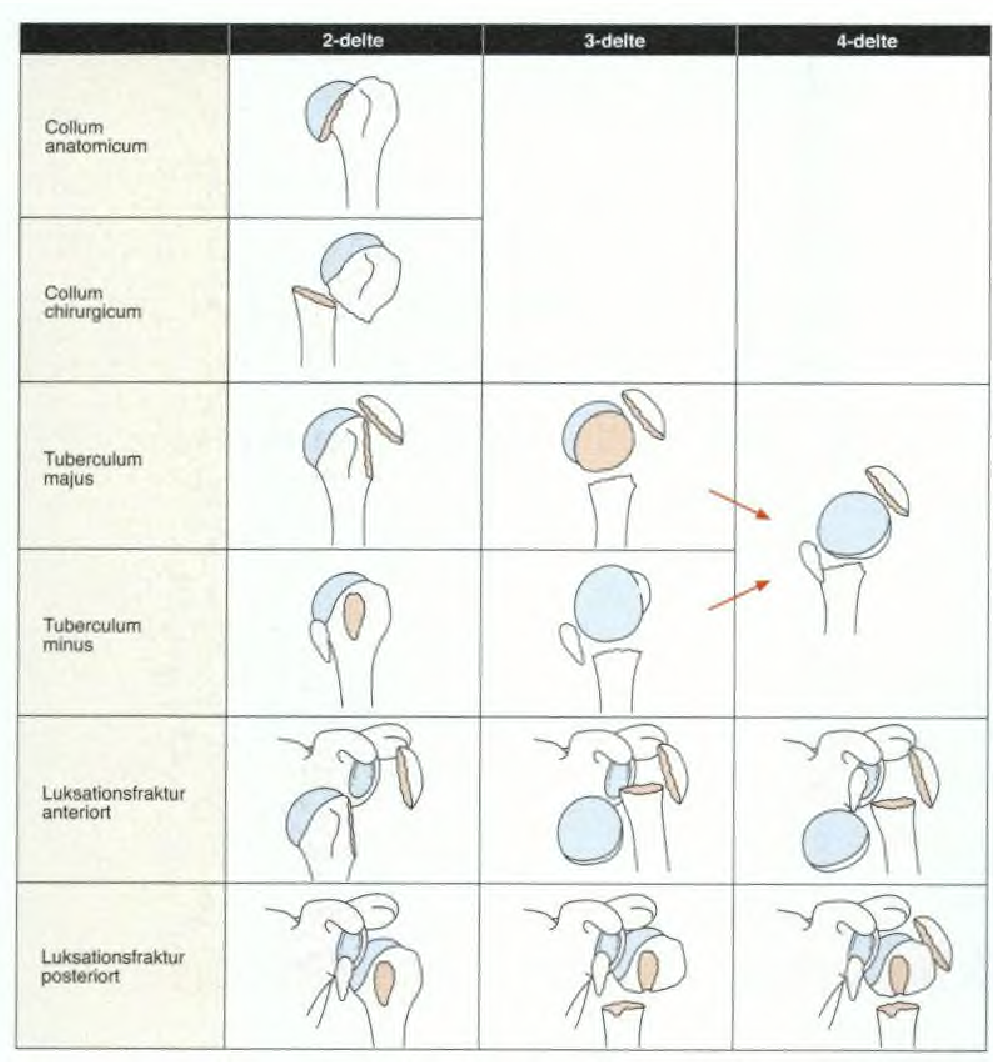 2-delte 3-delte 4-delte
Collum
anatomicum
Collum
chirurgicum
Tuberculum
majus
Tuberculum
minus
Luksationsfraktur
anteriort
Luksationsfraktur
posteriort